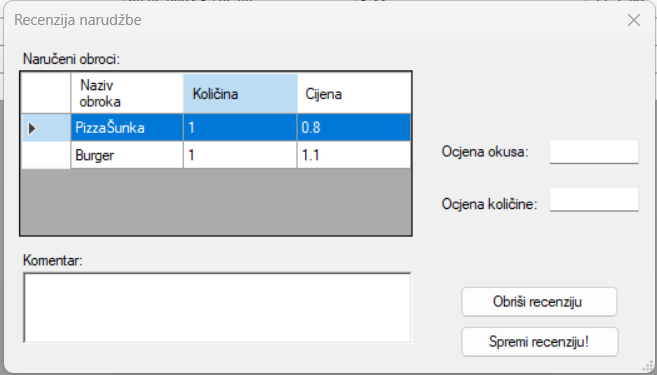 Recenzija narudžbe
Naručeni obroci:
Naziv
obroka
Količina
Cijena
PizzaŠunka 1 0.8
Burger 1 1.1
Ocjena okusa:
Ocjena količine:
Komentar:
Obriši recenziju
Spremi recenziju!